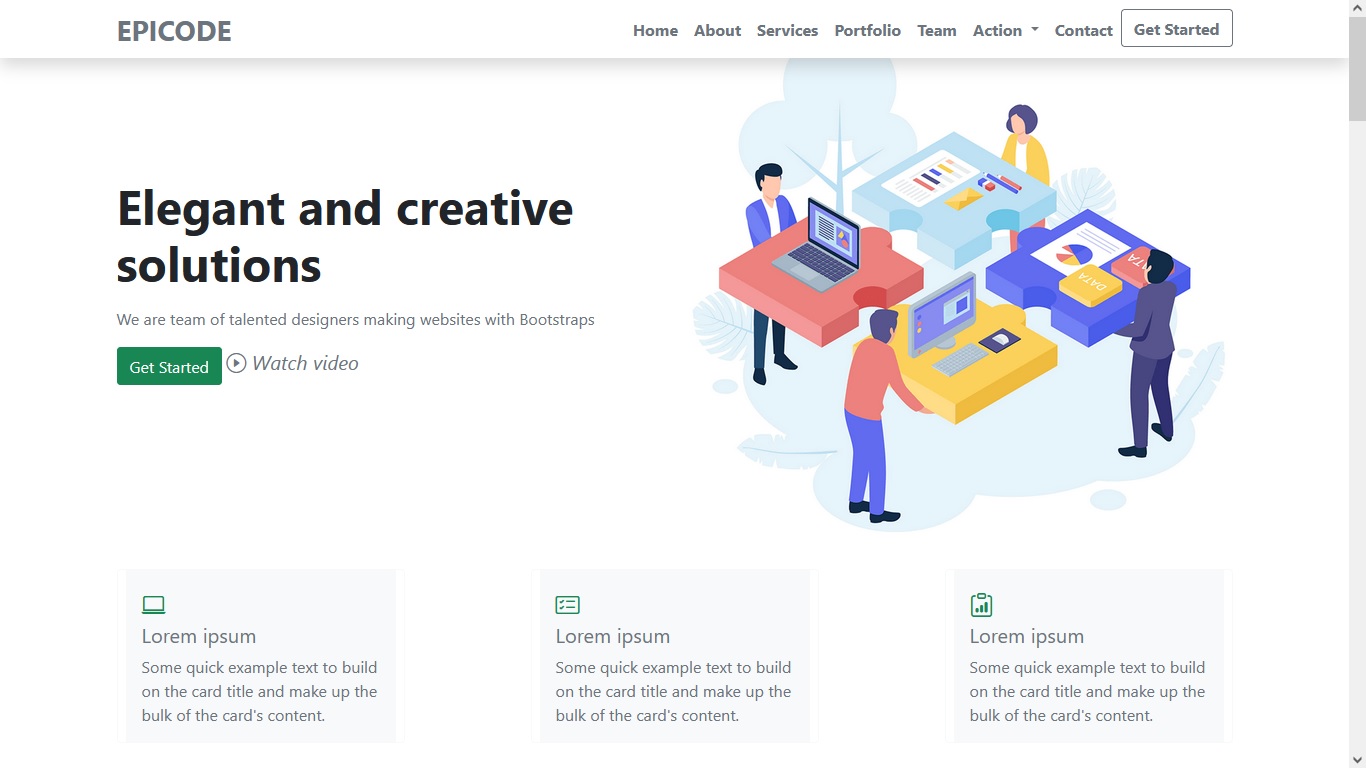 EPICODE
Home About Services Portfolio Team Action Contact Get Started
Elegant and creative
solutions
We are team of talented designers making websites with Bootstraps
Get Started Watch video
DATA
DATA
Lorem ipsum
Some quick example text to build
on the card title and make up the
bulk of the card's content.
Lorem ipsum
Some quick example text to build
on the card title and make up the
bulk of the card's content.
Lorem ipsum
Some quick example text to build
on the card title and make up the
bulk of the card's content.